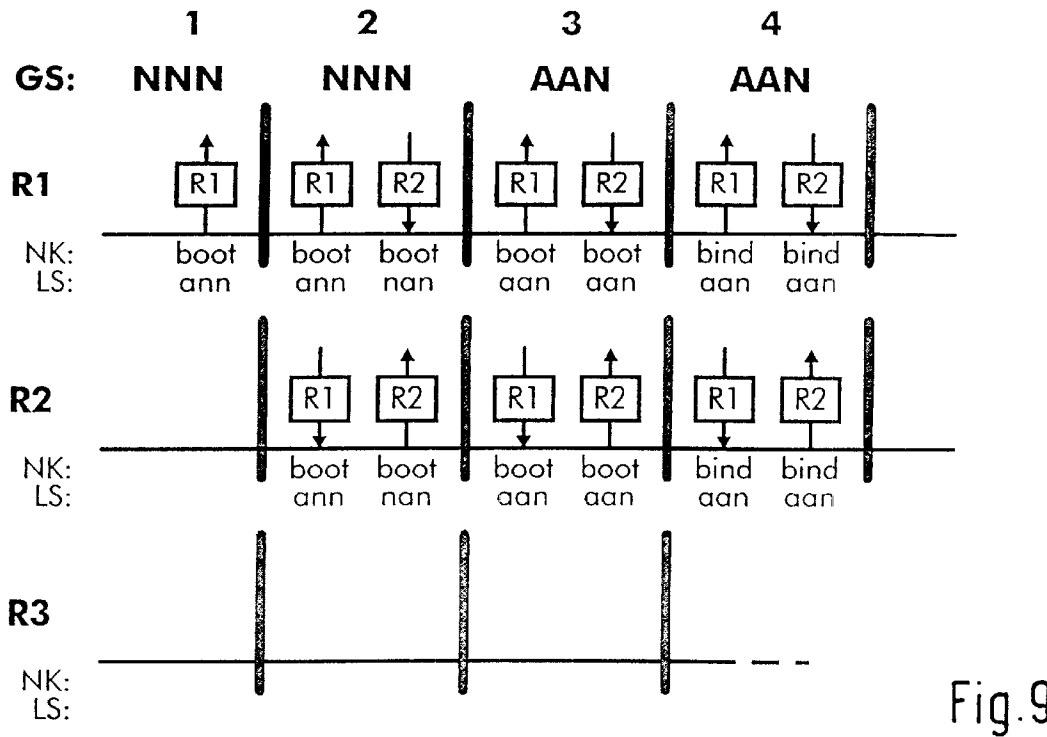 1 2 3 4
GS: NNN NNN AAN AAN
R1 R1 R1 R2 R1 R2 R1 R2
NK: boot boot boot boot boot bind bind
LS: ann ann nan aan aan aan aan
R2 R1 R2 R1 R2 R1 R2
NK: boot boot boot boot bind bind
LS: ann nan aan aan aan aan
R3
NK:
LS:
Fig.9